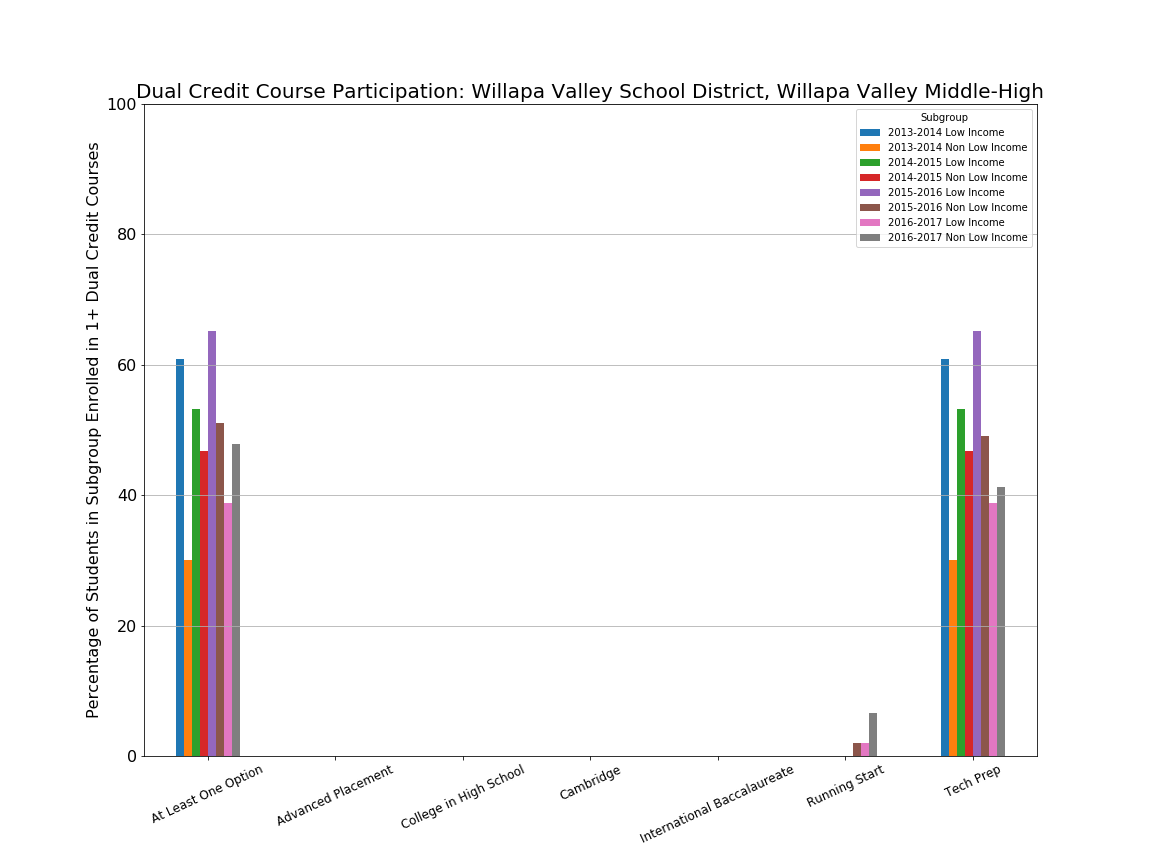 Dual Credit Course Participation: Willapa Valley School District, Willapa Valley Middle-High
Percentage of Students in Subgroup Enrolled in 1+ Dual Credit Courses
100
80
60
40
20
0
Subgroup
2013-2014 Low Income
2013-2014 Non Low Income
2014-2015 Low Income
2014-2015 Non Low Income
2015-2016 Low Income
2015-2016 Non Low Income
2016-2017 Low Income
2016-2017 Non Low Income
At Least One Option
Advanced Placement
College in High School
Cambridge
International Baccalaureate
Running Start
Tech Prep